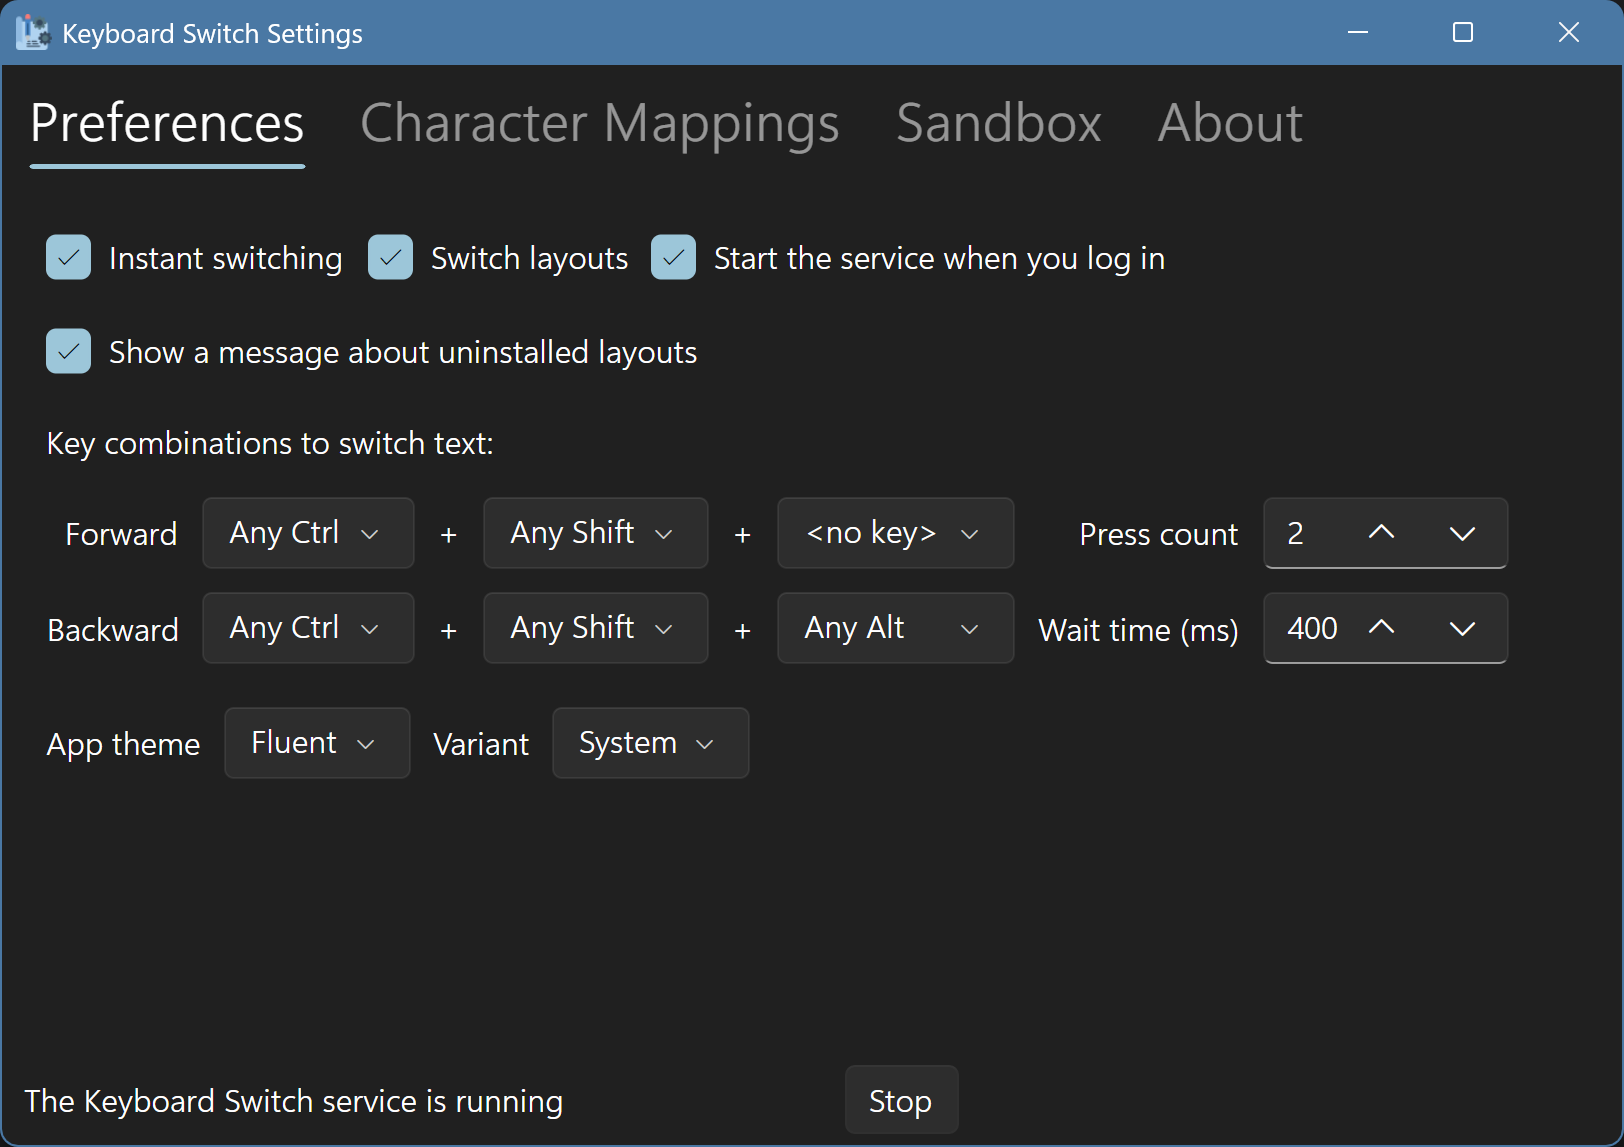 Keyboard Switch Settings
Preferences Character Mappings Sandbox About
Instant switching Switch layouts Start the service when you log in
Show a message about uninstalled layouts
Key combinations to switch text:
Forward Any Ctrl + Any Shift + <no key> Press count 2
Backward Any Ctrl + Any Shift + Any Alt Wait time (ms) 400
App theme Fluent Variant System
The Keyboard Switch service is running Stop